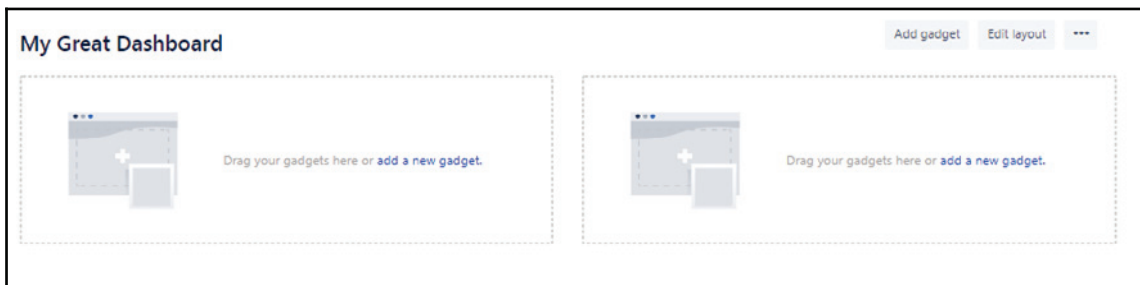 My Great Dashboard
Add gadget Edit layout •••
Drag your gadgets here or add a new gadget.
Drag your gadgets here or add a new gadget.